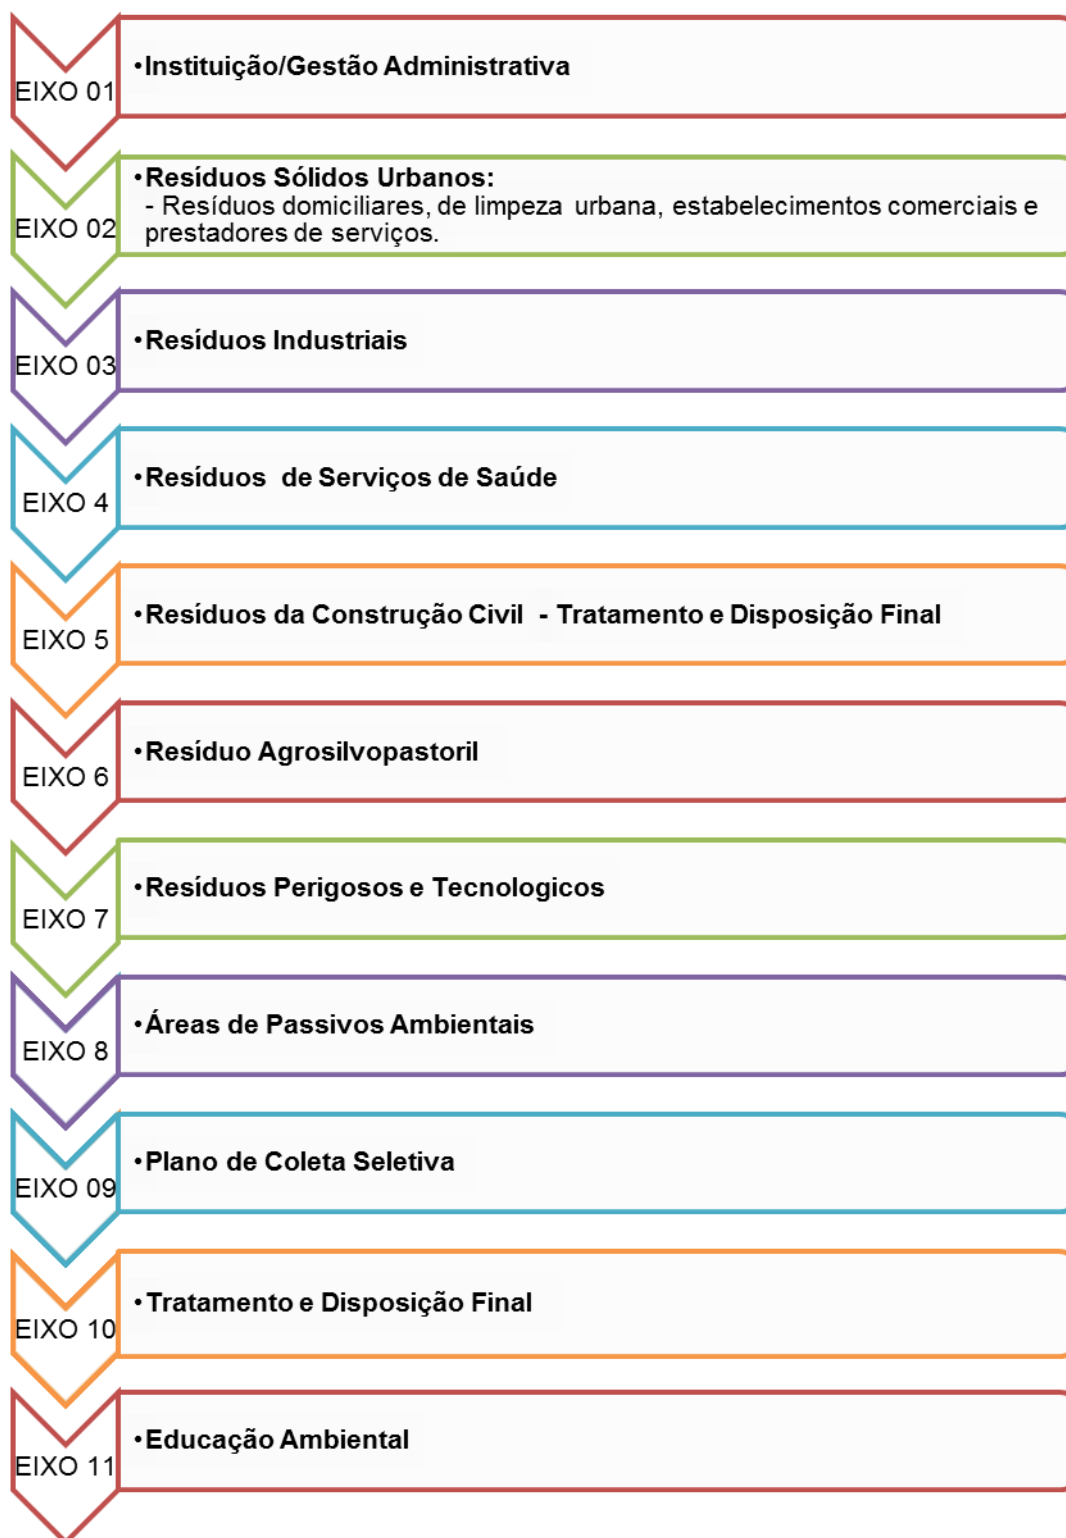 EIXO 01
•Instituição/Gestão Administrativa
EIXO 02
•Resíduos Sólidos Urbanos:
- Resíduos domiciliares, de limpeza urbana, estabelecimentos comerciais e
prestadores de serviços.
EIXO 03
•Resíduos Industriais
EIXO 4
•Resíduos de Serviços de Saúde
EIXO 5
•Resíduos da Construção Civil - Tratamento e Disposição Final
EIXO 6
•Resíduo Agrosilvopastoril
EIXO 7
•Resíduos Perigosos e Tecnologicos
EIXO 8
•Áreas de Passivos Ambientais
EIXO 09
•Plano de Coleta Seletiva
EIXO 10
•Tratamento e Disposição Final
EIXO 11
•Educação Ambiental